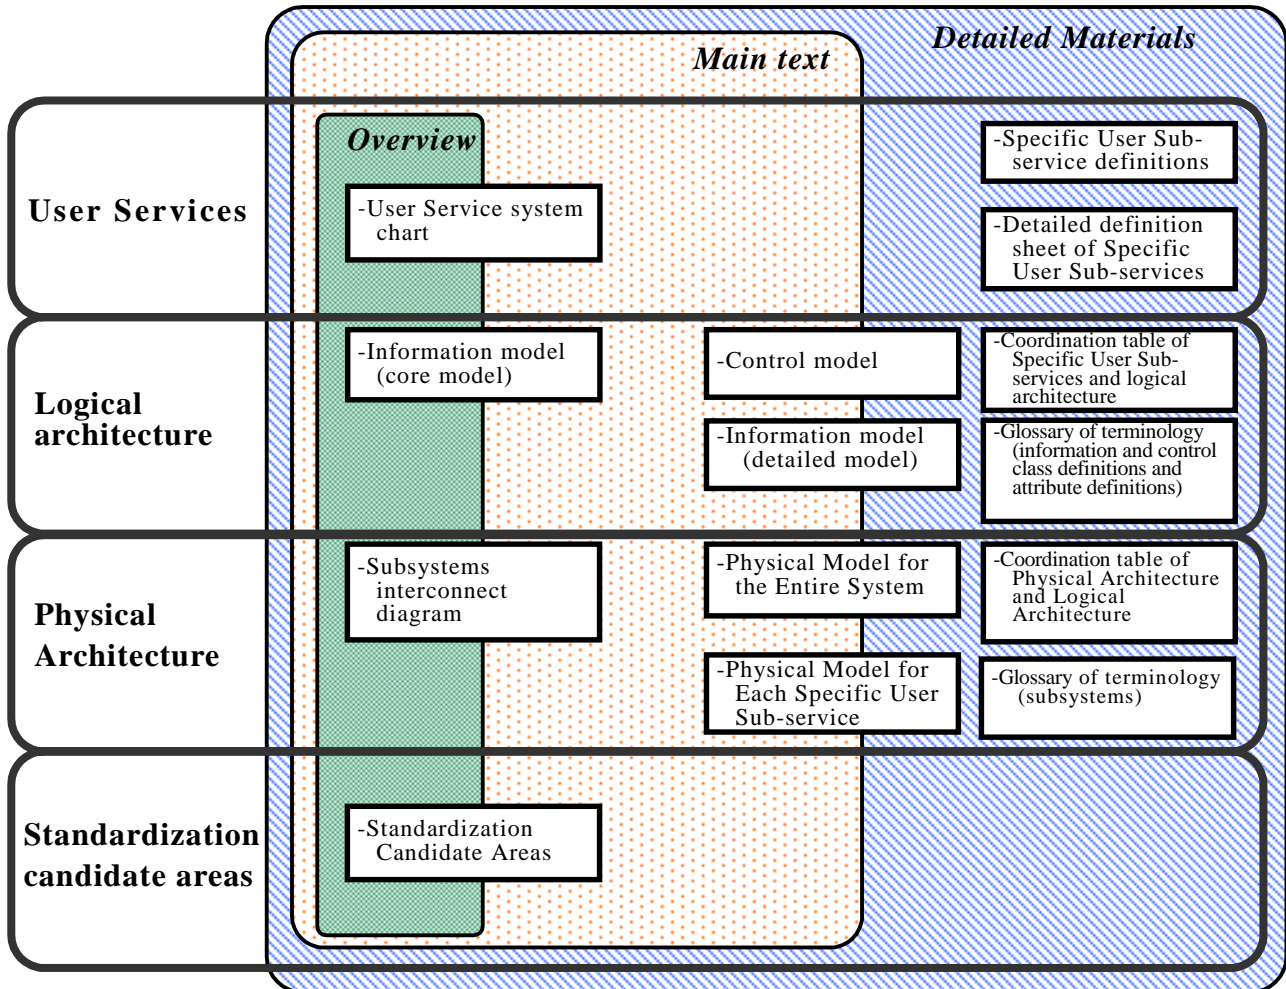 Detailed Materials
Main text
Overview
User Services
-User Service system
chart
-Specific User Sub-
service definitions
-Detailed definition
sheet of Specific
User Sub-services
Logical
architecture
-Information model
(core model)
-Control model
-Information model
(detailed model)
-Coordination table of
Specific User Sub-
services and logical
architecture
-Glossary of terminology
(information and control
class definitions and
attribute definitions)
Physical
Architecture
-Subsystems
interconnect
diagram
-Physical Model for
the Entire System
-Physical Model for
Each Specific User
Sub-service
-Coordination table of
Physical Architecture
and Logical
Architecture
-Glossary of terminology
(subsystems)
Standardization
candidate areas
-Standardization
Candidate Areas